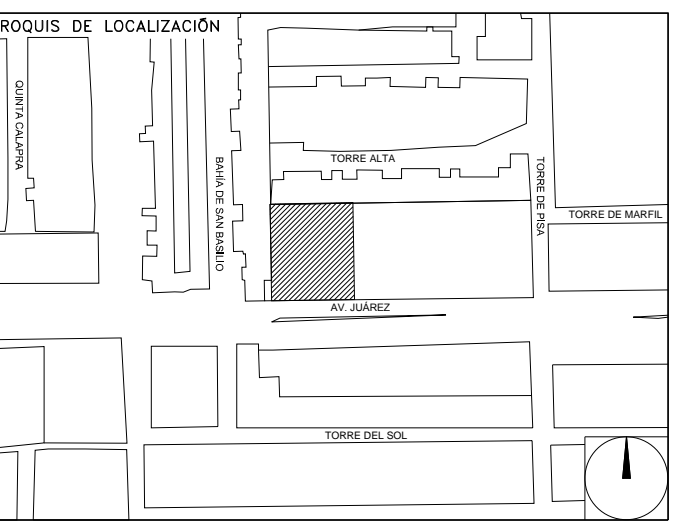 ROQUIS DE LOCALIZACIÓN
QUINTA CALAPRA
BAHÍA DE SAN BASILIO
TORRE ALTA
TORRE DE PISA
TORRE DE MARFIL
AV. JUÁREZ
TORRE DEL SOL